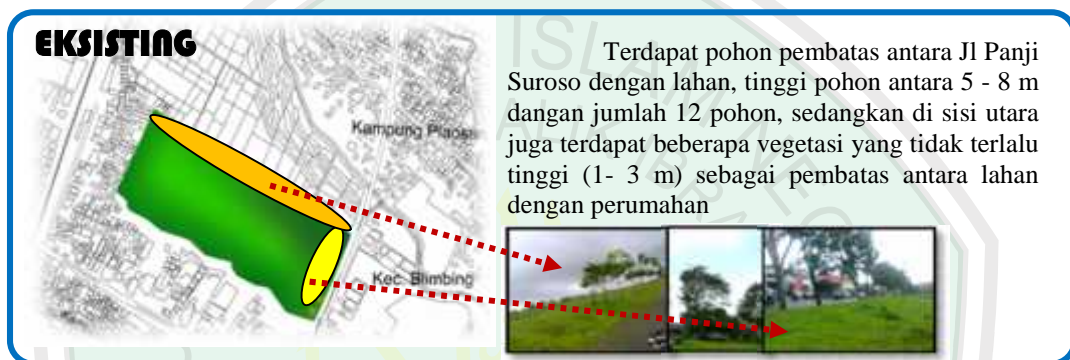 EKSISTING
Terdapat pohon pembatas antara Jl Panji
Suroso dengan lahan, tinggi pohon antara 5 - 8 m
dangan jumlah 12 pohon, sedangkan di sisi utara
juga terdapat beberapa vegetasi yang tidak terlalu
tinggi (1- 3 m) sebagai pembatas antara lahan
dengan perumahan
Kampung
Kec. Blimbing